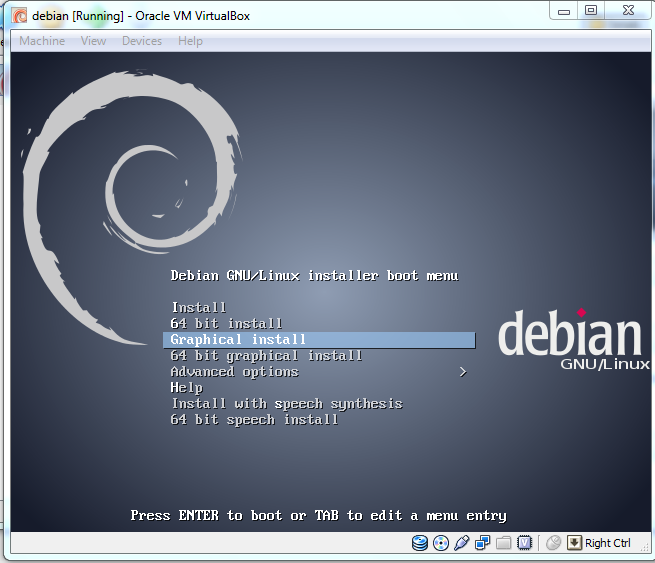 debian [Running] - Oracle VM VirtualBox
Machine View Devices Help
Debian GNU/Linux installer boot menu
Install
64 bit install
Graphical install
64 bit graphical install
Advanced options >
Help
Install with speech synthesis
64 bit speech install
debian
GNU/Linux
Press ENTER to boot or TAB to edit a menu entry
Right Ctrl